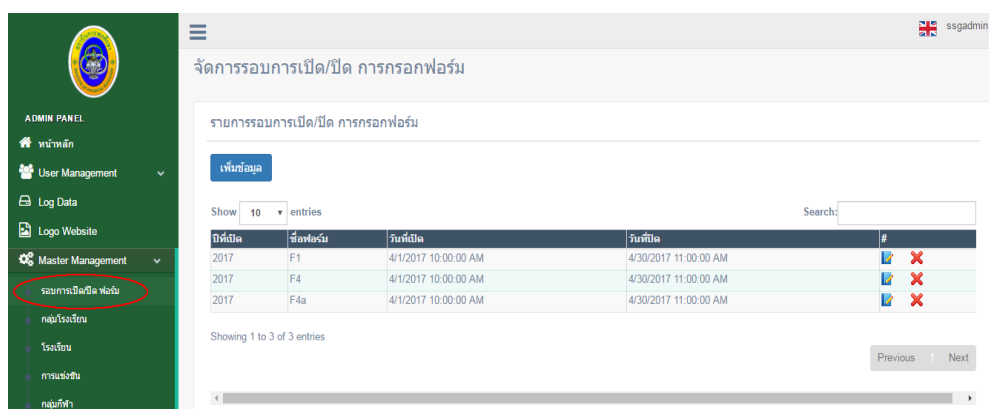 ssgadmin
จัดการรอบการเปิด/ปิด การกรอกฟอร์ม
ADMIN PANEL
หน้าหลัก
User Management
Log Data
Logo Website
Master Management
รอบการเปิด/ปิด ฟอร์ม
กลุ่มโรงเรียน
โรงเรียน
การแข่งขัน
กลุ่มกีฬา
รายการรอบการเปิด/ปิด การกรอกฟอร์ม
เพิ่มข้อมูล
Show 10 entries Search:
ปีที่เปิด ชื่อฟอร์ม วันที่เปิด วันที่ปิด #
2017 F1 4/1/2017 10:00:00 AM 4/30/2017 11:00:00 AM
2017 F4 4/1/2017 10:00:00 AM 4/30/2017 11:00:00 AM
2017 F4a 4/1/2017 10:00:00 AM 4/30/2017 11:00:00 AM
Showing 1 to 3 of 3 entries
Previous 1 Next